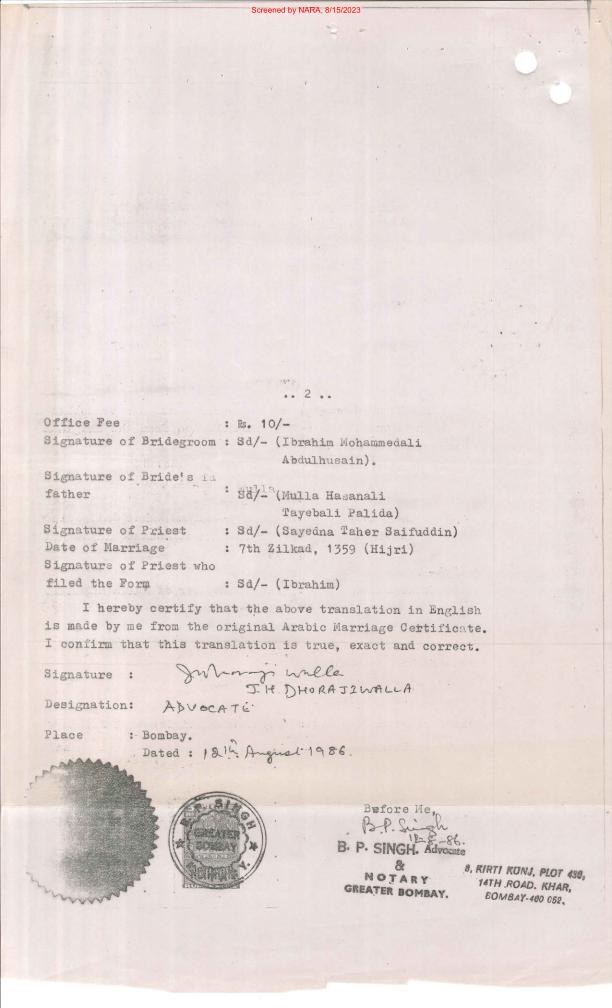 Screened by NARA, 8/15/2023
.. 2 ..
Office Fee : Rs. 10/-
Signature of Bridegroom : Sd/- (Ibrahim Mohammedali
Abdulhusain).
Signature of Bride's
father : Sd/- (Mulla Hasanali
Tayebali Palida)
Signature of Priest : Sd/- (Sayedna Taher Saifuddin)
Date of Marriage : 7th Zilkad, 1359 (Hijri)
Signature of Priest who
filed the Form : Sd/- (Ibrahim)
I hereby certify that the above translation in English
is made by me from the original Arabic Marriage Certificate.
I confirm that this translation is true, exact and correct.
Signature :
J.H DHORAJIWALLA
Designation: ADVOCATE
Place : Bombay.
Dated : 12th August 1986.
Before Me,
B.P. Singh
12-8-86.
B. P. SINGH. Advocate
&
NOTARY
GREATER BOMBAY.
8, KIRTI KUNJ, PLOT 438,
14TH ROAD, KHAR,
BOMBAY-400 052.
B. P. SINGH
GREATER
BOMBAY